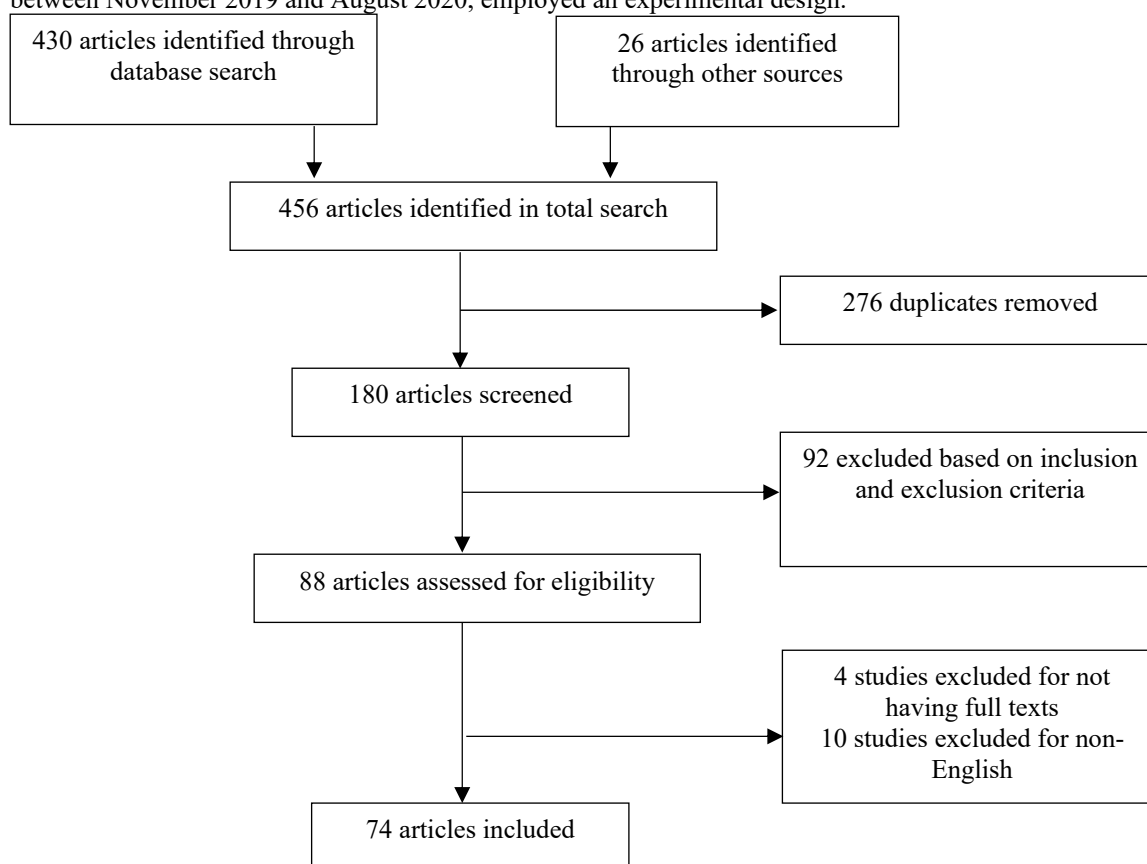 between November 2019 and August 2020, employed an experimental design.
430 articles identified through
database search
26 articles identified
through other sources
456 articles identified in total search
276 duplicates removed
180 articles screened
92 excluded based on inclusion
and exclusion criteria
88 articles assessed for eligibility
4 studies excluded for not
having full texts
10 studies excluded for non-
English
74 articles included